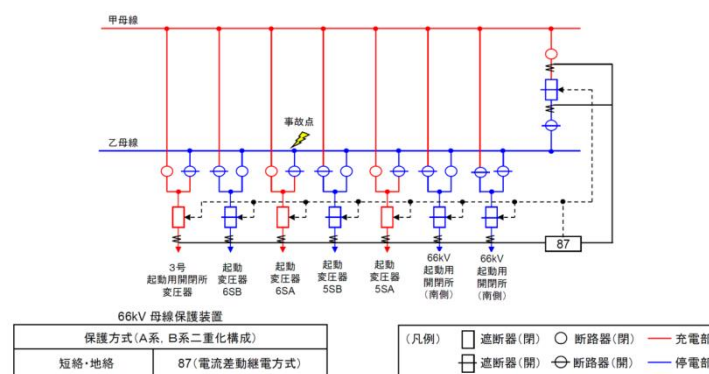 甲母線
事故点
乙母線
87
3号
起動用開閉所
変圧器
起動
変圧器
6SB
起動
変圧器
6SA
起動
変圧器
5SB
起動
変圧器
5SA
66kV
起動用
開閉所
(南側)
66kV
起動用
開閉所
(南側)
66kV 母線保護装置
保護方式(A系, B系二重化構成)
短絡・地絡 87(電流差動継電方式)
(凡例) 遮断器(閉) 断路器(閉) 充電部
遮断器(開) 断路器(開) 停電部